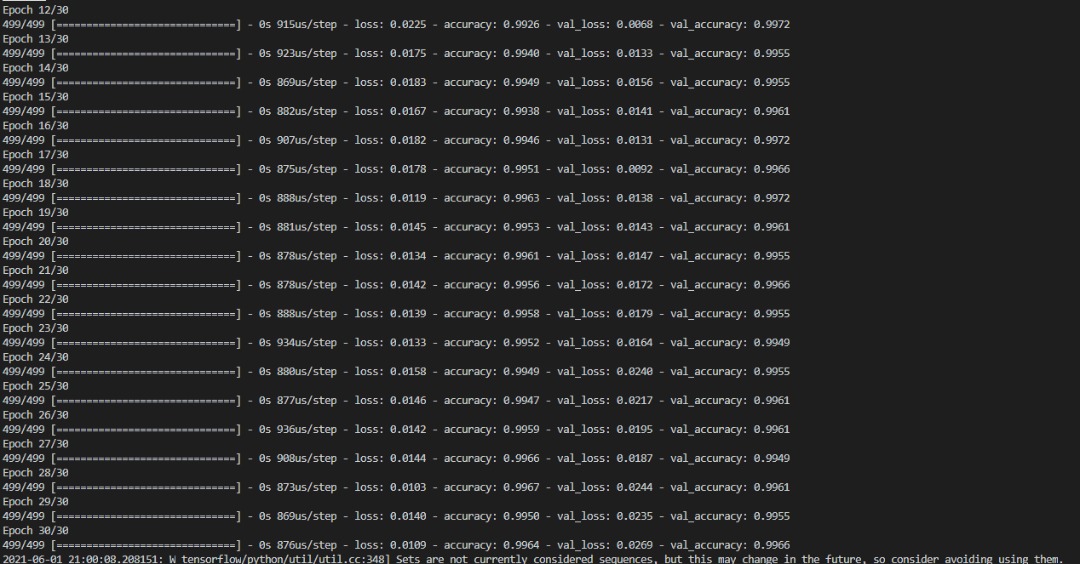 Epoch 12/30
499/499 [==============================] - 0s 915us/step - loss: 0.0225 - accuracy: 0.9926 - val_loss: 0.0068 - val_accuracy: 0.9972
Epoch 13/30
499/499 [==============================] - 0s 923us/step - loss: 0.0175 - accuracy: 0.9940 - val_loss: 0.0133 - val_accuracy: 0.9955
Epoch 14/30
499/499 [==============================] - 0s 869us/step - loss: 0.0183 - accuracy: 0.9949 - val_loss: 0.0156 - val_accuracy: 0.9955
Epoch 15/30
499/499 [==============================] - 0s 882us/step - loss: 0.0167 - accuracy: 0.9938 - val_loss: 0.0141 - val_accuracy: 0.9961
Epoch 16/30
499/499 [==============================] - 0s 907us/step - loss: 0.0182 - accuracy: 0.9946 - val_loss: 0.0131 - val_accuracy: 0.9972
Epoch 17/30
499/499 [==============================] - 0s 875us/step - loss: 0.0178 - accuracy: 0.9951 - val_loss: 0.0092 - val_accuracy: 0.9966
Epoch 18/30
499/499 [==============================] - 0s 888us/step - loss: 0.0119 - accuracy: 0.9963 - val_loss: 0.0138 - val_accuracy: 0.9972
Epoch 19/30
499/499 [==============================] - 0s 881us/step - loss: 0.0145 - accuracy: 0.9953 - val_loss: 0.0143 - val_accuracy: 0.9961
Epoch 20/30
499/499 [==============================] - 0s 878us/step - loss: 0.0134 - accuracy: 0.9961 - val_loss: 0.0147 - val_accuracy: 0.9955
Epoch 21/30
499/499 [==============================] - 0s 878us/step - loss: 0.0142 - accuracy: 0.9956 - val_loss: 0.0172 - val_accuracy: 0.9966
Epoch 22/30
499/499 [==============================] - 0s 888us/step - loss: 0.0139 - accuracy: 0.9958 - val_loss: 0.0179 - val_accuracy: 0.9955
Epoch 23/30
499/499 [==============================] - 0s 934us/step - loss: 0.0133 - accuracy: 0.9952 - val_loss: 0.0164 - val_accuracy: 0.9949
Epoch 24/30
499/499 [==============================] - 0s 880us/step - loss: 0.0158 - accuracy: 0.9949 - val_loss: 0.0240 - val_accuracy: 0.9955
Epoch 25/30
499/499 [==============================] - 0s 877us/step - loss: 0.0146 - accuracy: 0.9947 - val_loss: 0.0217 - val_accuracy: 0.9961
Epoch 26/30
499/499 [==============================] - 0s 936us/step - loss: 0.0142 - accuracy: 0.9959 - val_loss: 0.0195 - val_accuracy: 0.9961
Epoch 27/30
499/499 [==============================] - 0s 908us/step - loss: 0.0144 - accuracy: 0.9966 - val_loss: 0.0187 - val_accuracy: 0.9949
Epoch 28/30
499/499 [==============================] - 0s 873us/step - loss: 0.0103 - accuracy: 0.9967 - val_loss: 0.0244 - val_accuracy: 0.9961
Epoch 29/30
499/499 [==============================] - 0s 869us/step - loss: 0.0140 - accuracy: 0.9950 - val_loss: 0.0235 - val_accuracy: 0.9955
Epoch 30/30
499/499 [==============================] - 0s 876us/step - loss: 0.0109 - accuracy: 0.9964 - val_loss: 0.0269 - val_accuracy: 0.9966
2021-06-01 21:00:08.208151: W tensorflow/python/util/util.cc:348] Sets are not currently considered sequences, but this may change in the future, so consider avoiding using them.